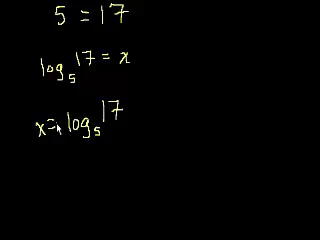 5 = 17
log₅ 17 = x
x = log₅ 17